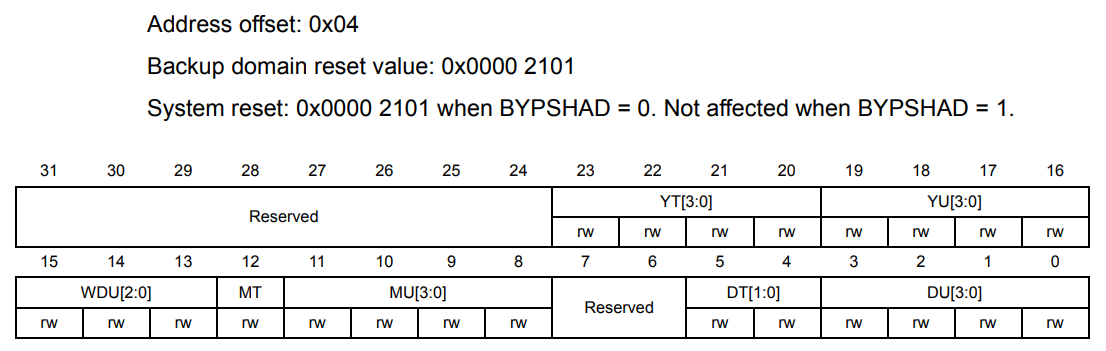 Address offset: 0x04
Backup domain reset value: 0x0000 2101
System reset: 0x0000 2101 when BYPSHAD = 0. Not affected when BYPSHAD = 1.
31 30 29 28 27 26 25 24 23 22 21 20 19 18 17 16
Reserved YT[3:0] YU[3:0]
rw rw rw rw rw rw rw rw
15 14 13 12 11 10 9 8 7 6 5 4 3 2 1 0
WDU[2:0] MT MU[3:0] Reserved DT[1:0] DU[3:0]
rw rw rw rw rw rw rw rw rw rw rw rw rw rw